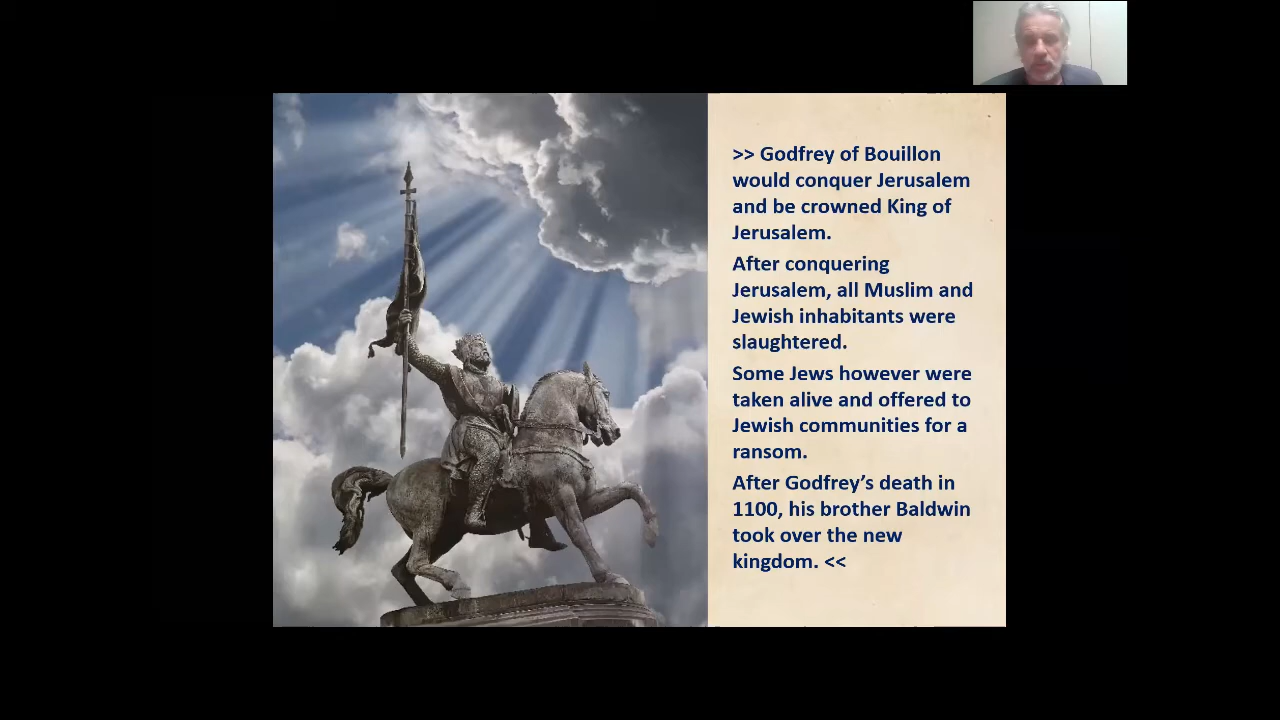 >> Godfrey of Bouillon
would conquer Jerusalem
and be crowned King of
Jerusalem.
After conquering
Jerusalem, all Muslim and
Jewish inhabitants were
slaughtered.
Some Jews however were
taken alive and offered to
Jewish communities for a
ransom.
After Godfrey’s death in
1100, his brother Baldwin
took over the new
kingdom. <<